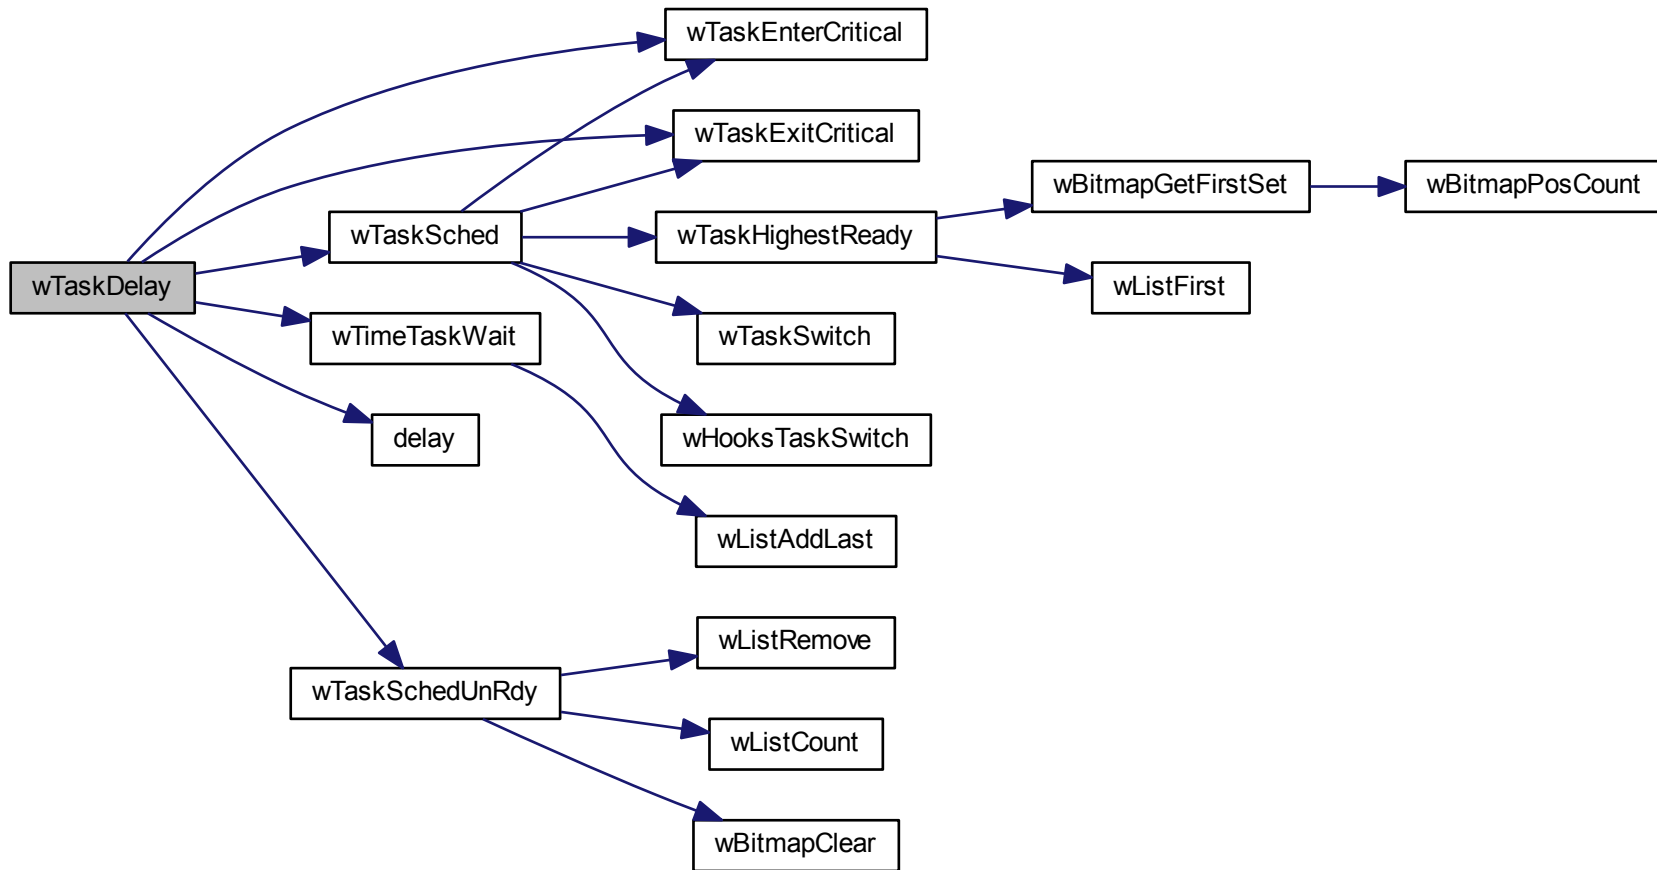 wTaskEnterCritical
wTaskExitCritical
wBitmapGetFirstSet
wBitmapPosCount
wTaskSched
wTaskHighestReady
wTaskDelay
wListFirst
wTimeTaskWait
wTaskSwitch
delay
wHooksTaskSwitch
wListAddLast
wListRemove
wTaskSchedUnRdy
wListCount
wBitmapClear